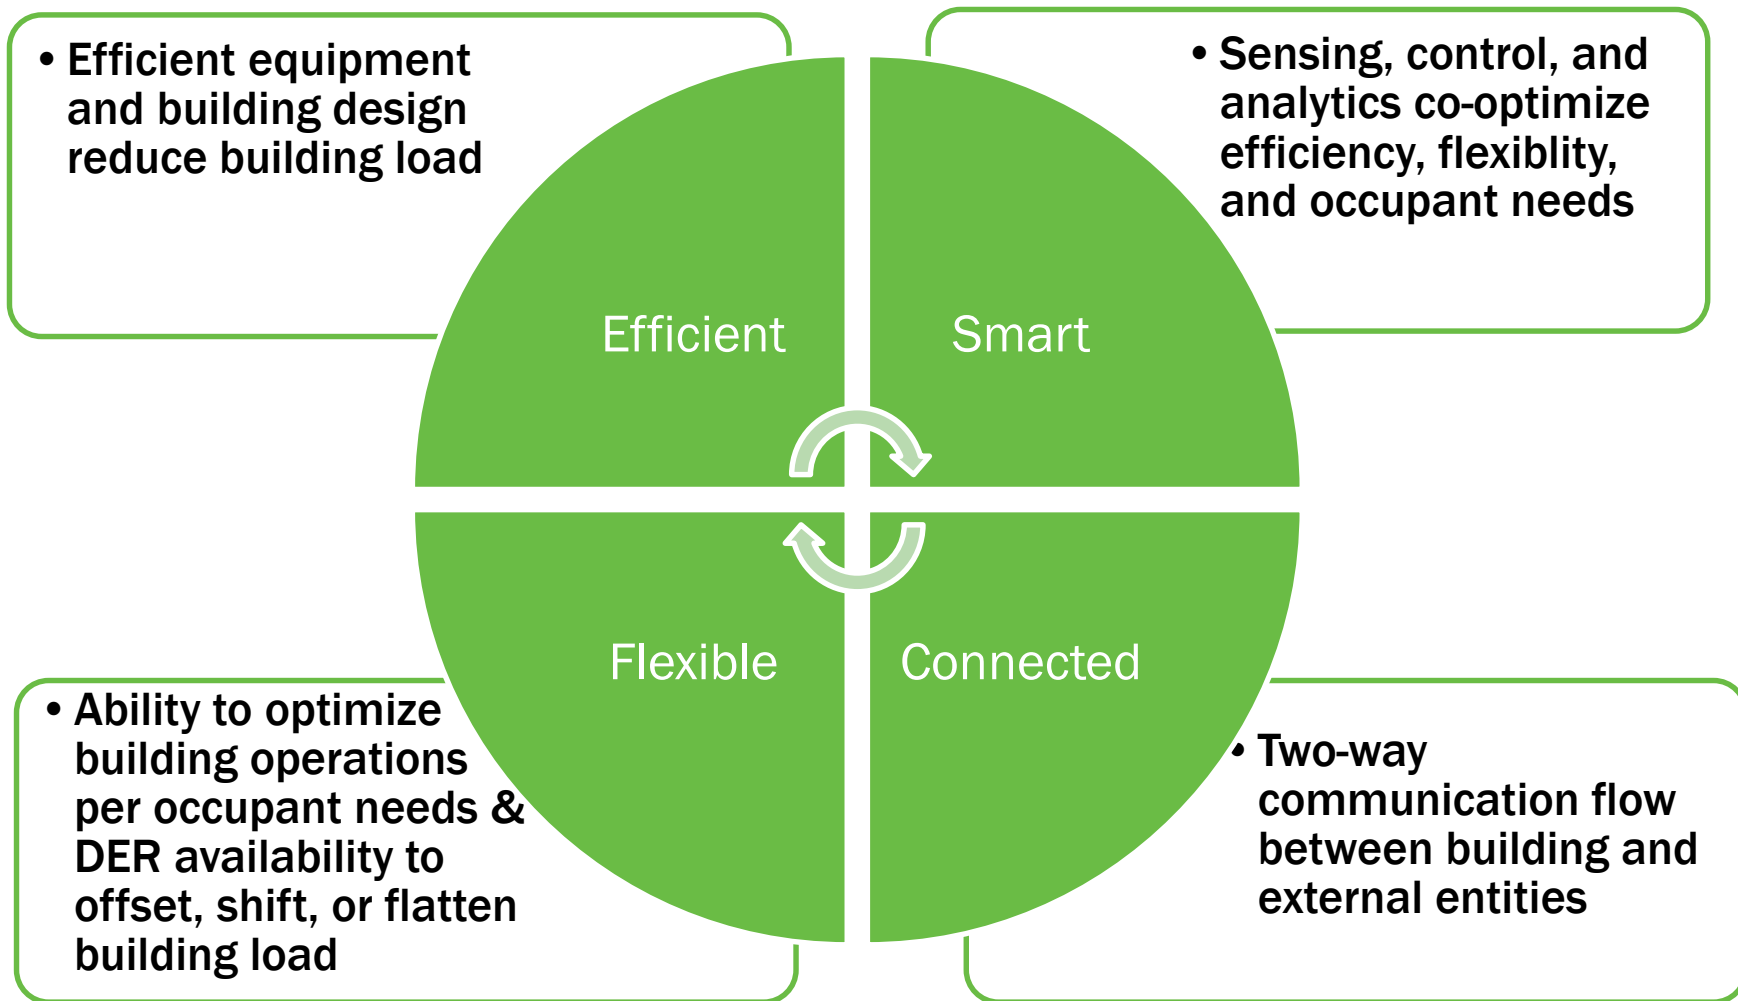 • Efficient equipment
and building design
reduce building load
• Sensing, control, and
analytics co-optimize
efficiency, flexiblity,
and occupant needs
Efficient
Smart
Flexible
Connected
• Ability to optimize
building operations
per occupant needs &
DER availability to
offset, shift, or flatten
building load
• Two-way
communication flow
between building and
external entities